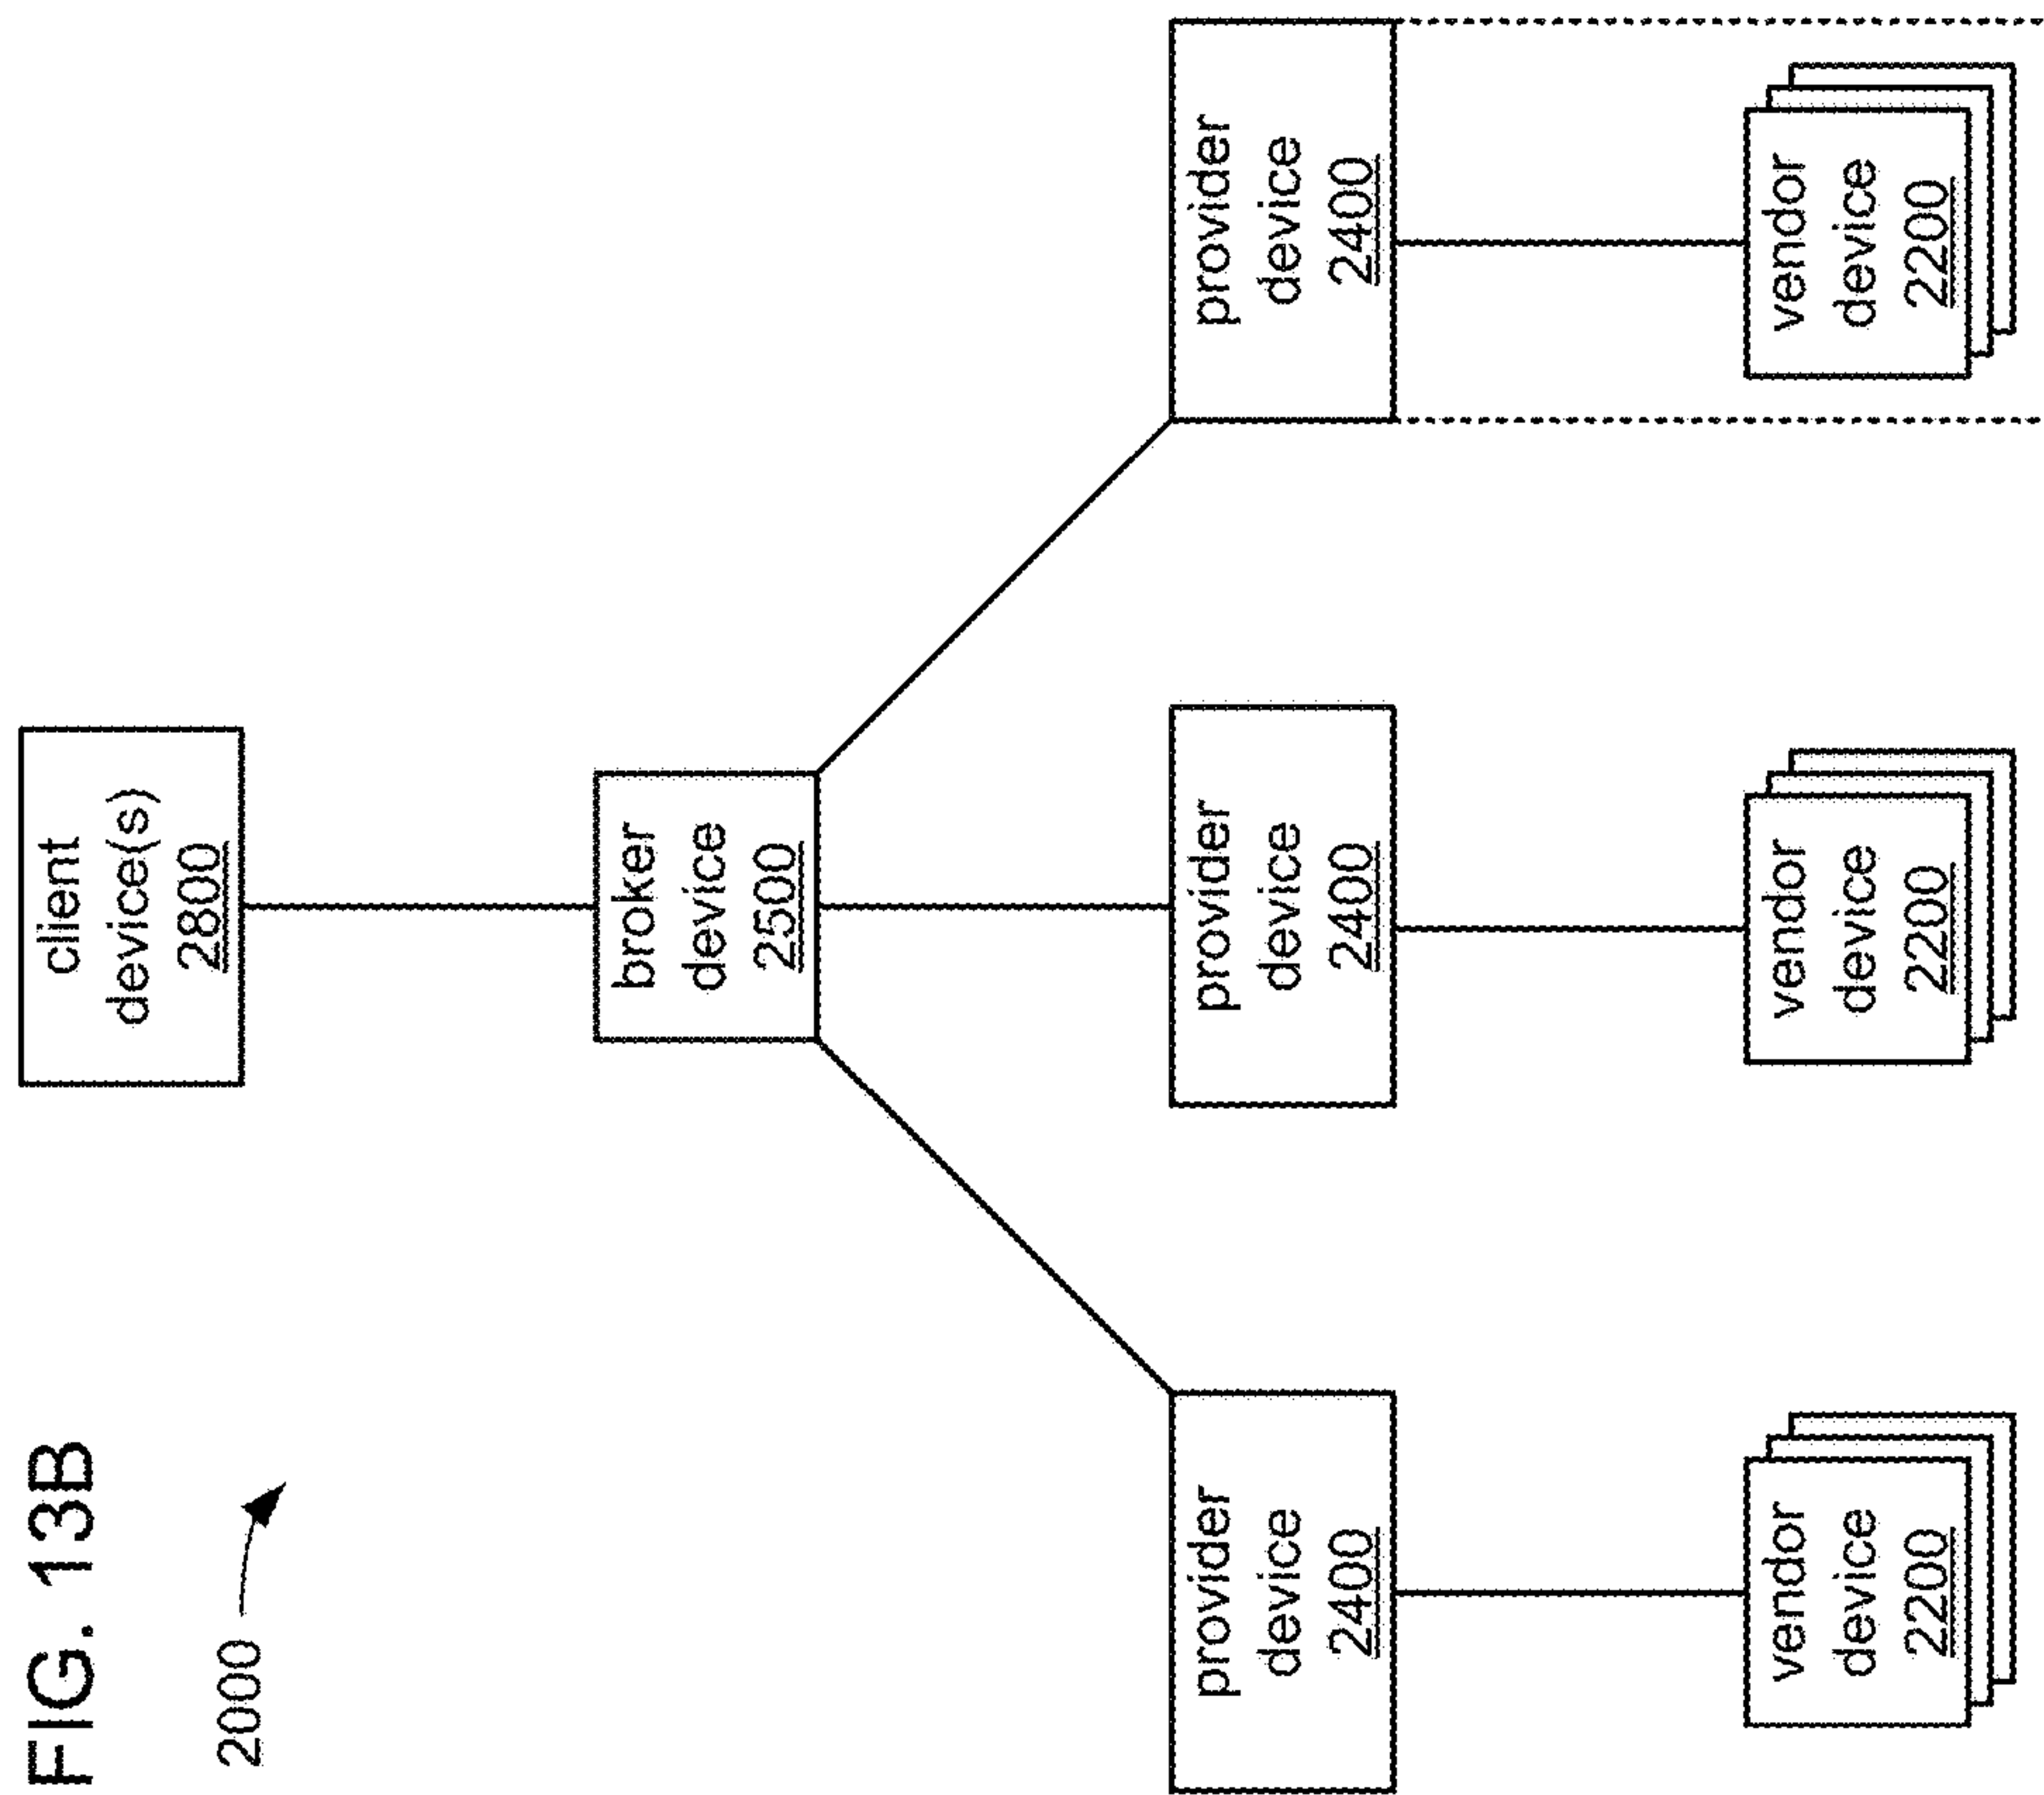 FIG. 13B
2000
client
device(s)
2800
broker
device
2500
provider
device
2400
provider
device
2400
provider
device
2400
vendor
device
2200
vendor
device
2200
vendor
device
2200